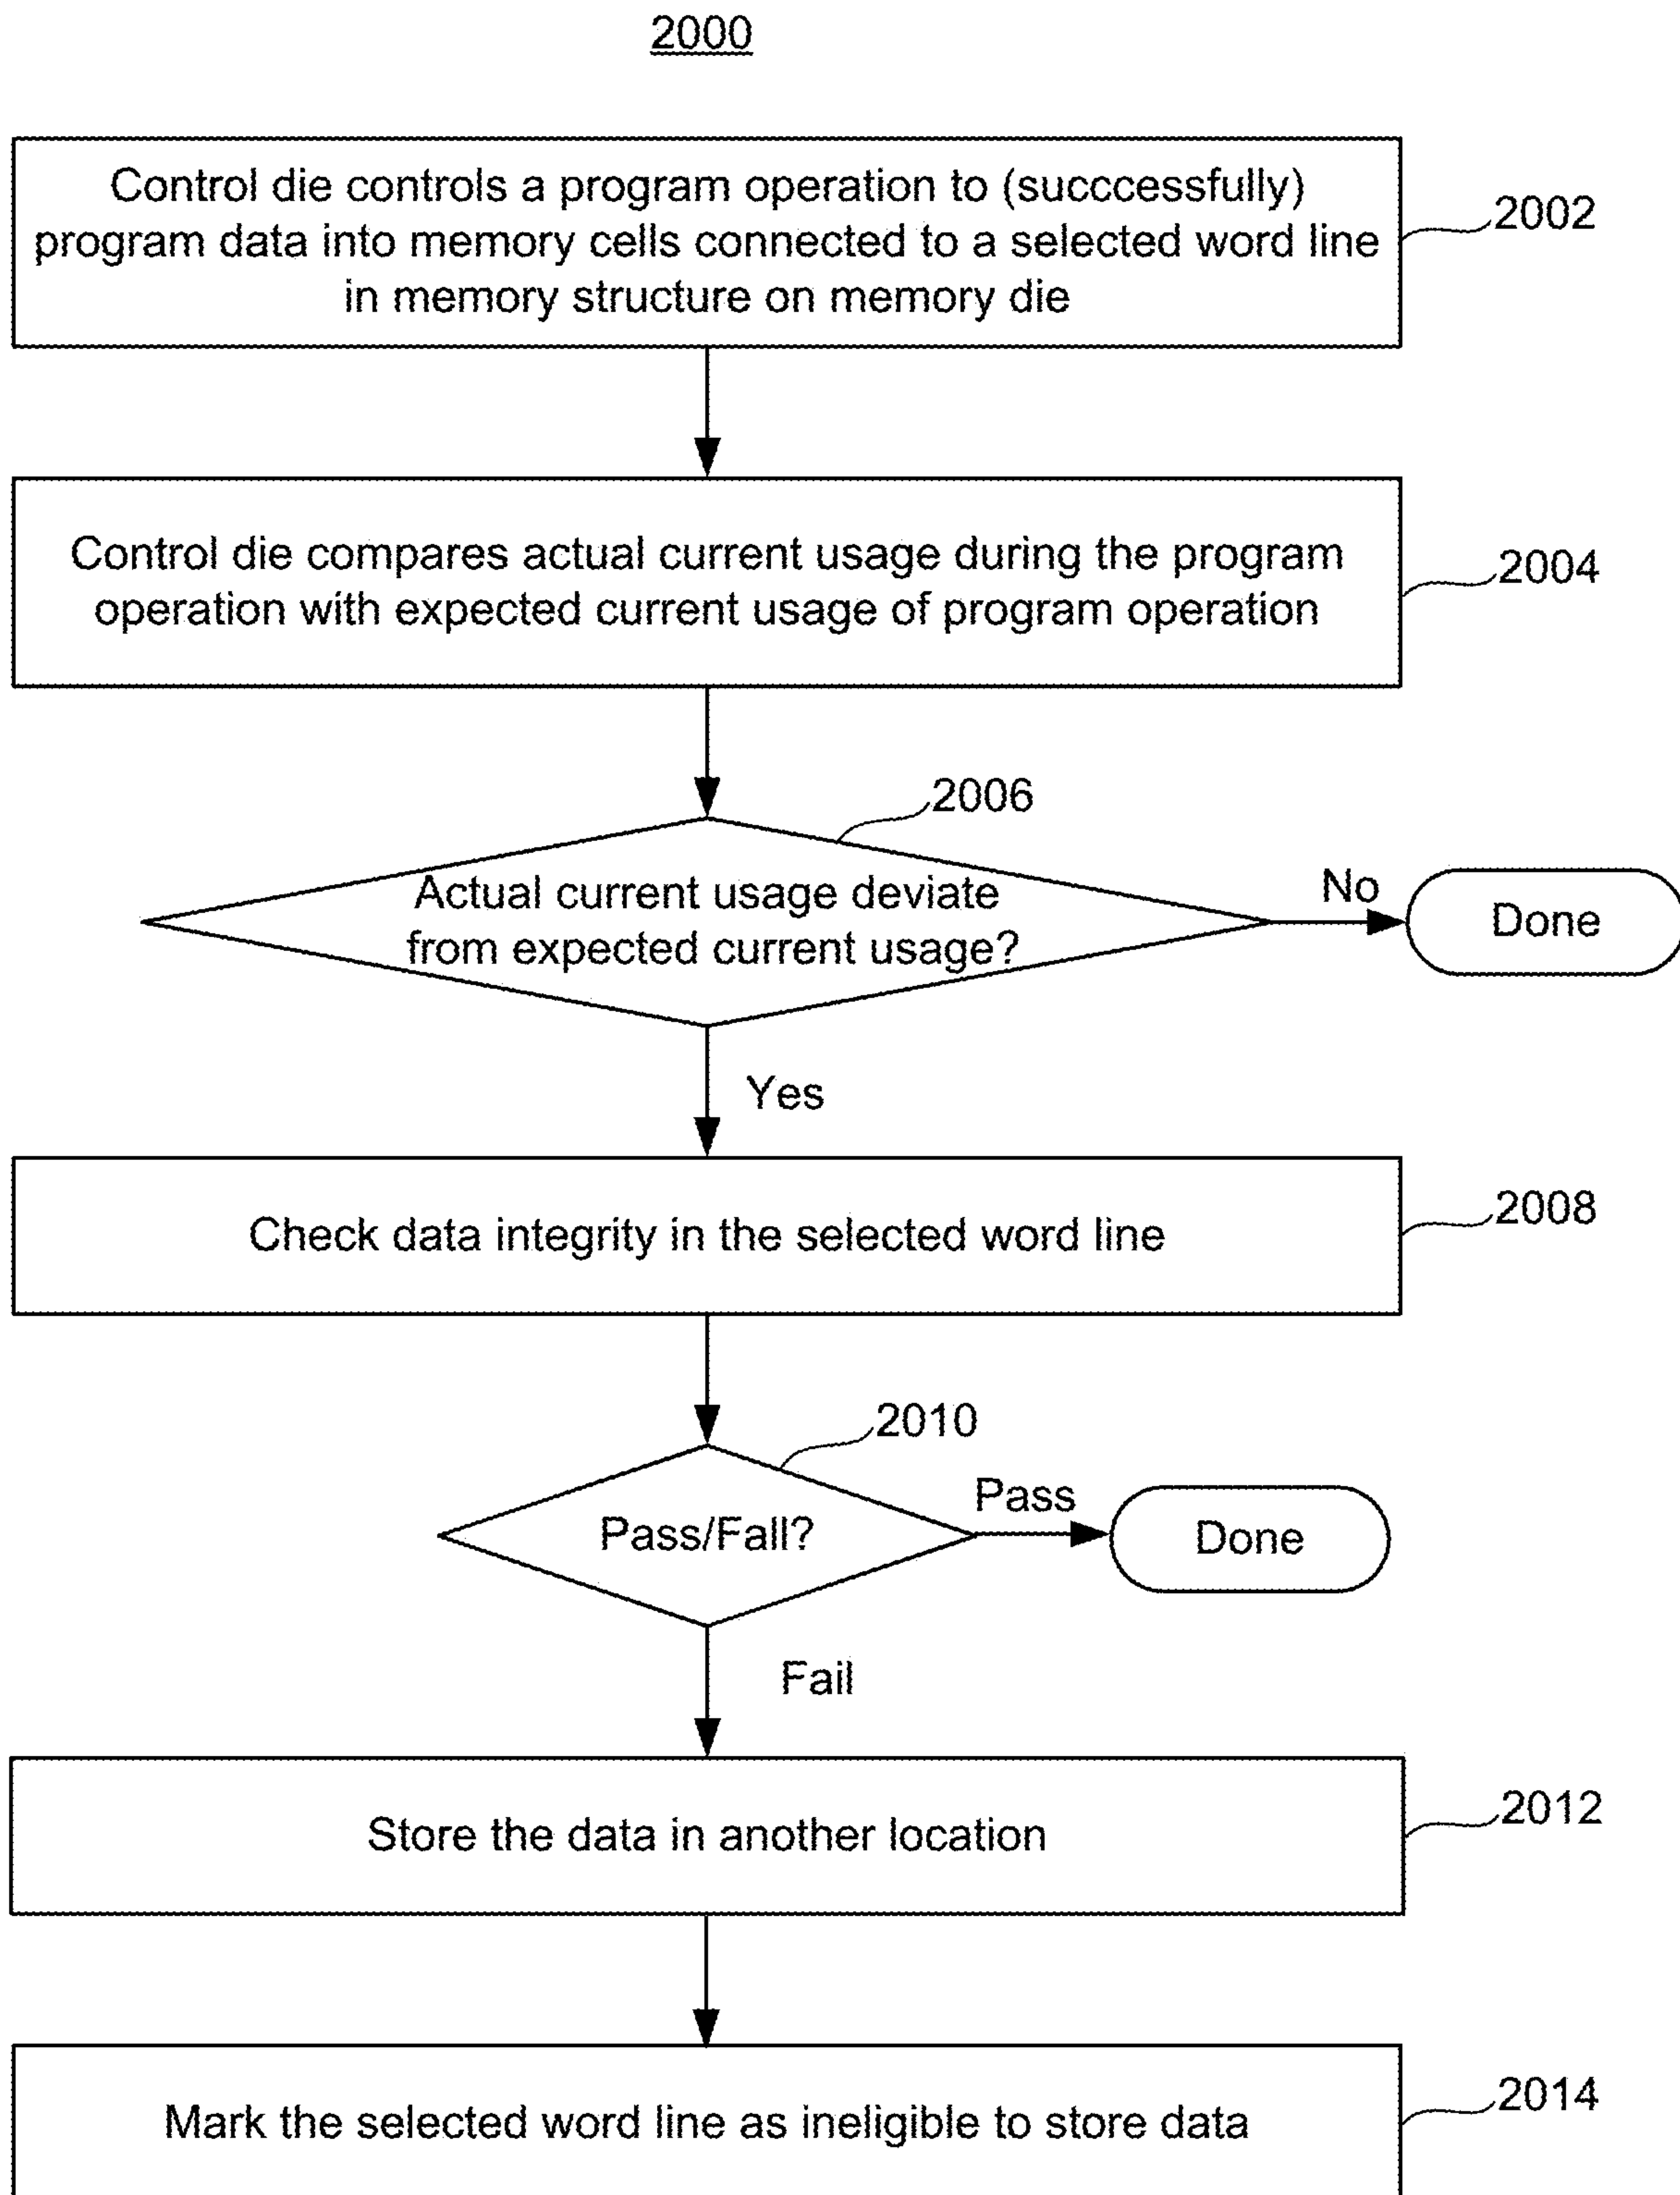 2000
Control die controls a program operation to (succcessfully)
program data into memory cells connected to a selected word line
in memory structure on memory die
2002
Control die compares actual current usage during the program
operation with expected current usage of program operation
2004
2006
Actual current usage deviate
from expected current usage?
No
Done
Yes
Check data integrity in the selected word line
2008
2010
Pass/Fall?
Pass
Done
Fail
Store the data in another location
2012
Mark the selected word line as ineligible to store data
2014